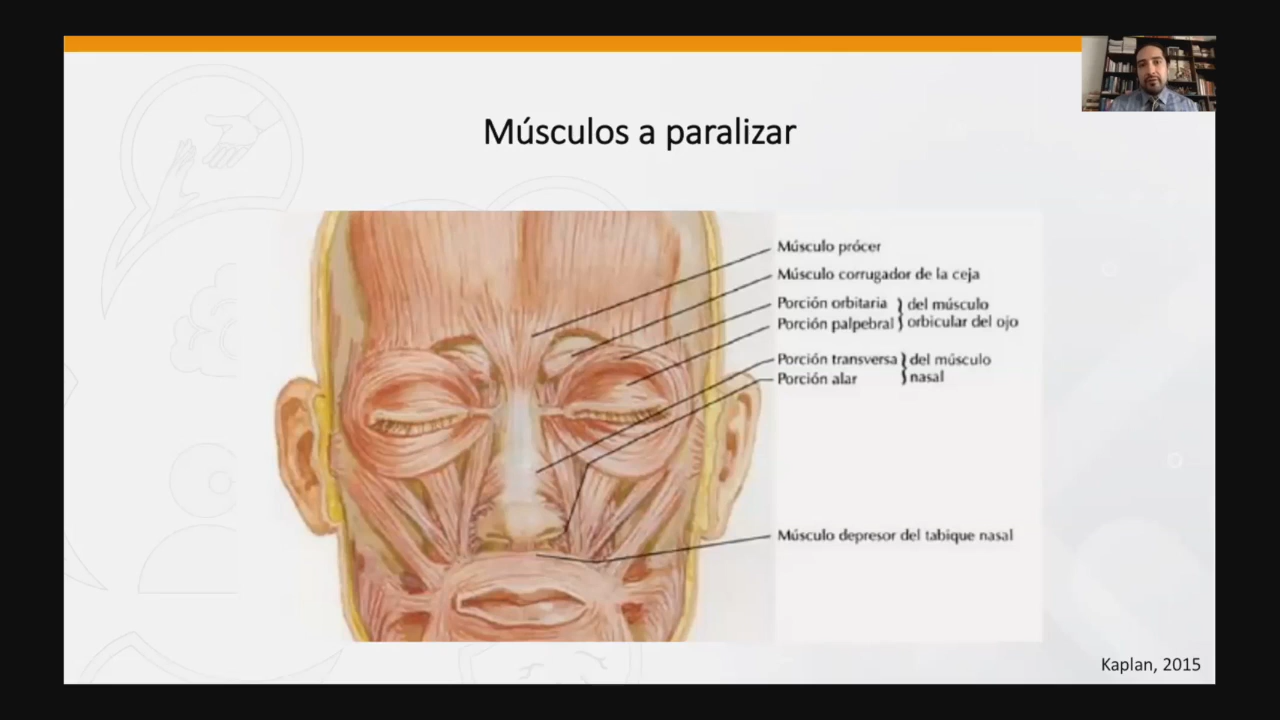 Músculos a paralizar
Músculo prócer
Músculo corrugador de la ceja
Porción orbitaria } del músculo
Porción palpebral } orbicular del ojo
Porción transversa } del músculo
Porción alar } nasal
Músculo depresor del tabique nasal
Kaplan, 2015